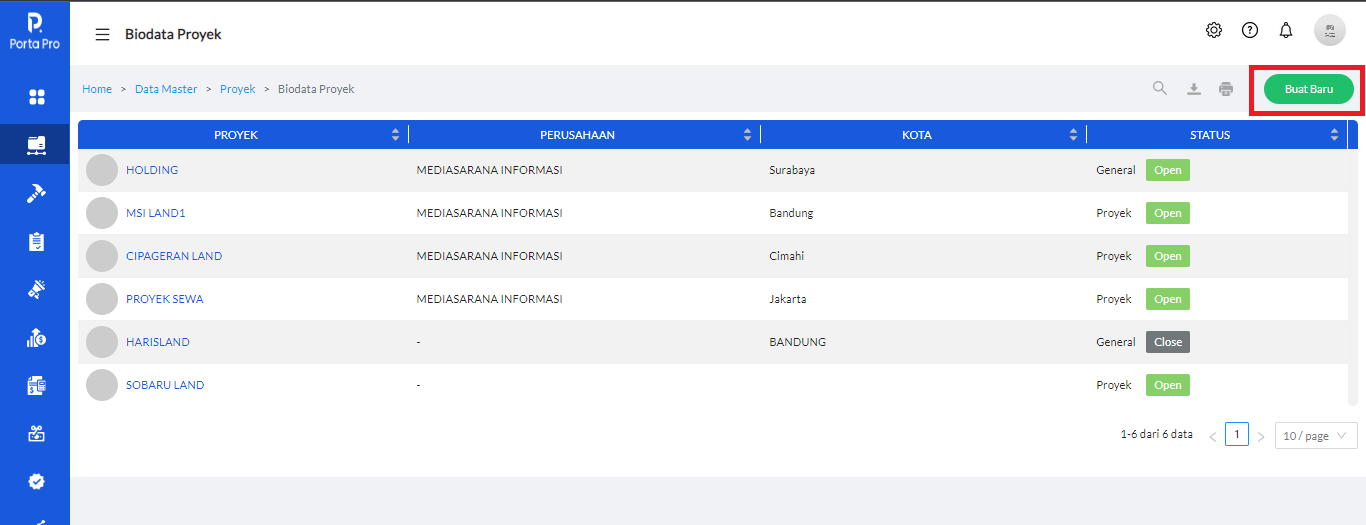 Porta Pro
Biodata Proyek
Home > Data Master > Proyek > Biodata Proyek
Buat Baru
PROYEK PERUSAHAAN KOTA STATUS
HOLDING MEDIASARANA INFORMASI Surabaya General Open
MSI LAND1 MEDIASARANA INFORMASI Bandung Proyek Open
CIPAGERAN LAND MEDIASARANA INFORMASI Cimahi Proyek Open
PROYEK SEWA MEDIASARANA INFORMASI Jakarta Proyek Open
HARISLAND - BANDUNG General Close
SOBARU LAND - Proyek Open
1-6 dari 6 data < 1 > 10 / page